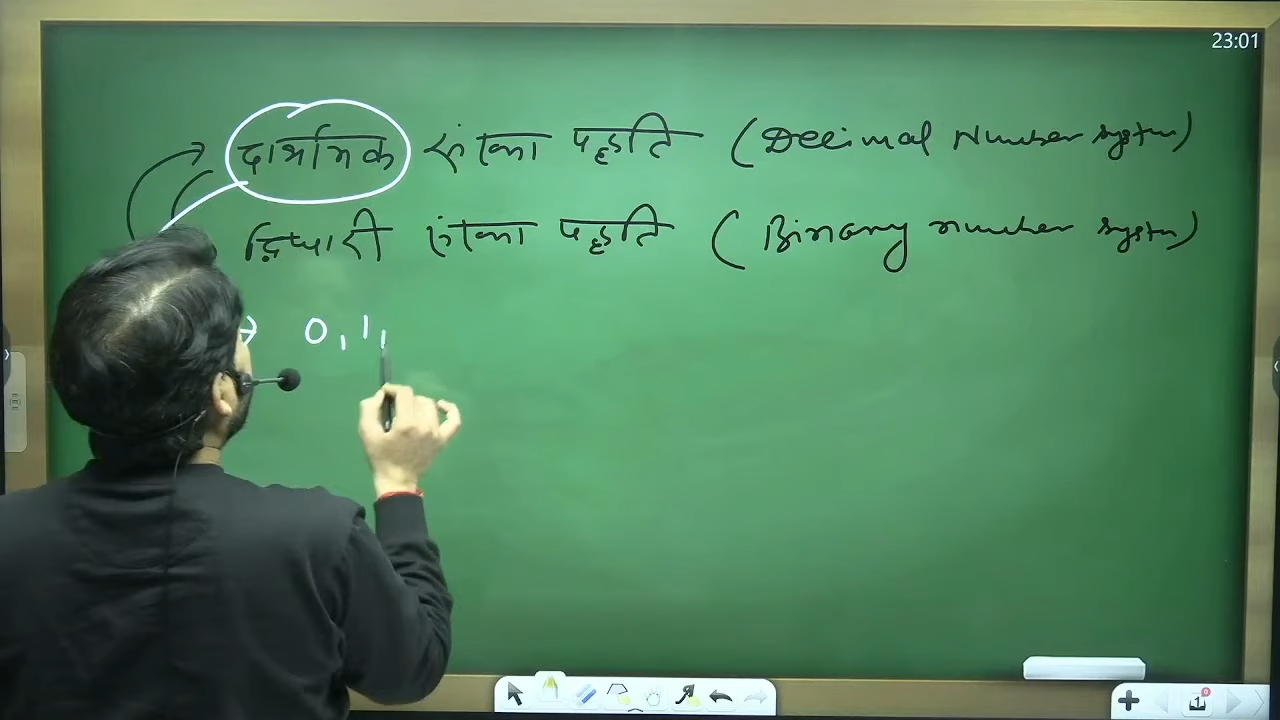 23:01
दाशमिक संख्या पद्धति (Decimal Number system)
द्विआधारी संख्या पद्धति (Binary number system)
→ 0, 1,